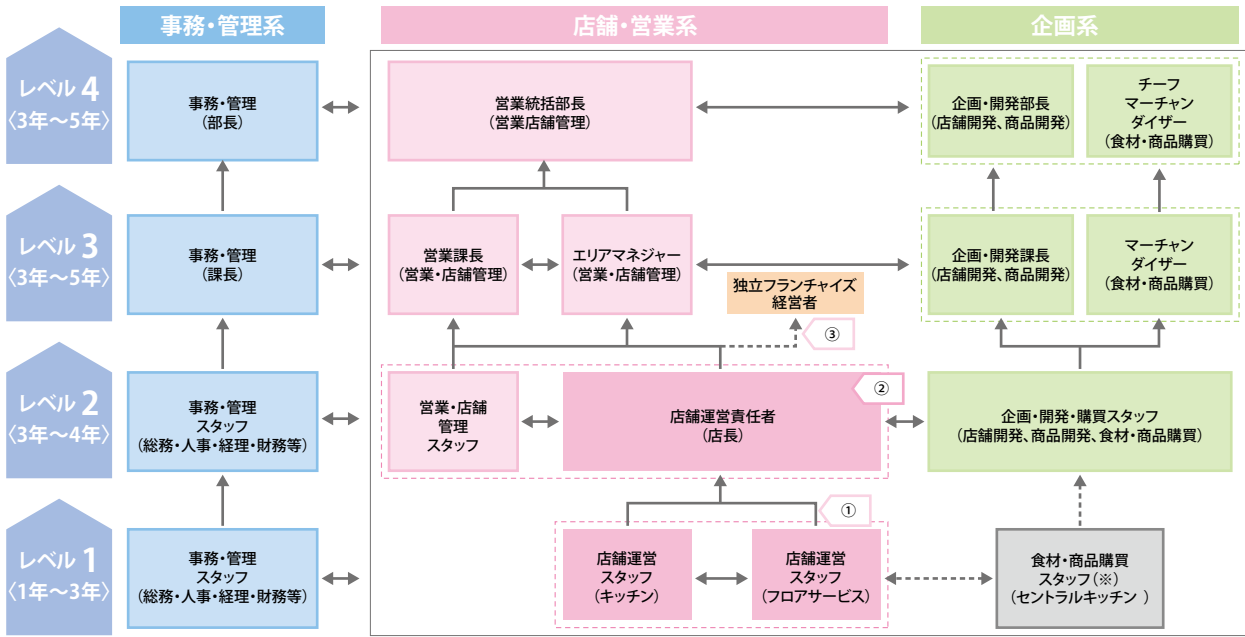 事務・管理系
店舗・営業系
企画系
レベル 4
〈3年～5年〉
事務・管理
(部長)
営業統括部長
(営業店舗管理)
企画・開発部長
(店舗開発、商品開発)
チーフ
マーチャン
ダイザー
(食材・商品購買)
レベル 3
〈3年～5年〉
事務・管理
(課長)
営業課長
(営業・店舗管理)
エリアマネジャー
(営業・店舗管理)
独立フランチャイズ
経営者
③
企画・開発課長
(店舗開発、商品開発)
マーチャン
ダイザー
(食材・商品購買)
レベル 2
〈3年～4年〉
事務・管理
スタッフ
(総務・人事・経理・財務等)
営業・店舗
管理
スタッフ
店舗運営責任者
(店長)
②
企画・開発・購買スタッフ
(店舗開発、商品開発、食材・商品購買)
レベル 1
〈1年～3年〉
事務・管理
スタッフ
(総務・人事・経理・財務等)
①
店舗運営
スタッフ
(キッチン)
店舗運営
スタッフ
(フロアサービス)
食材・商品購買
スタッフ(※)
(セントラルキッチン )